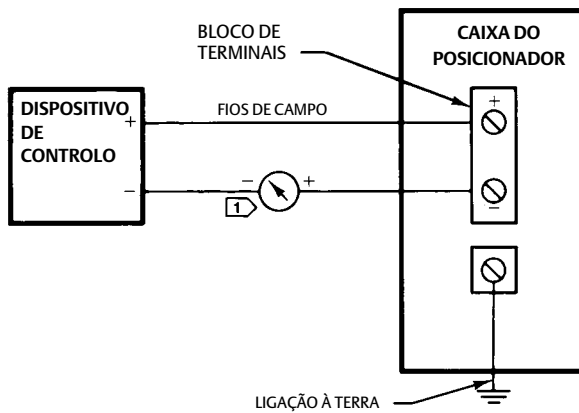 BLOCO DE
TERMINAIS
CAIXA DO
POSICIONADOR
DISPOSITIVO
DE
CONTROLO
+
−
FIOS DE CAMPO
+
−
− +
1
LIGAÇÃO À TERRA